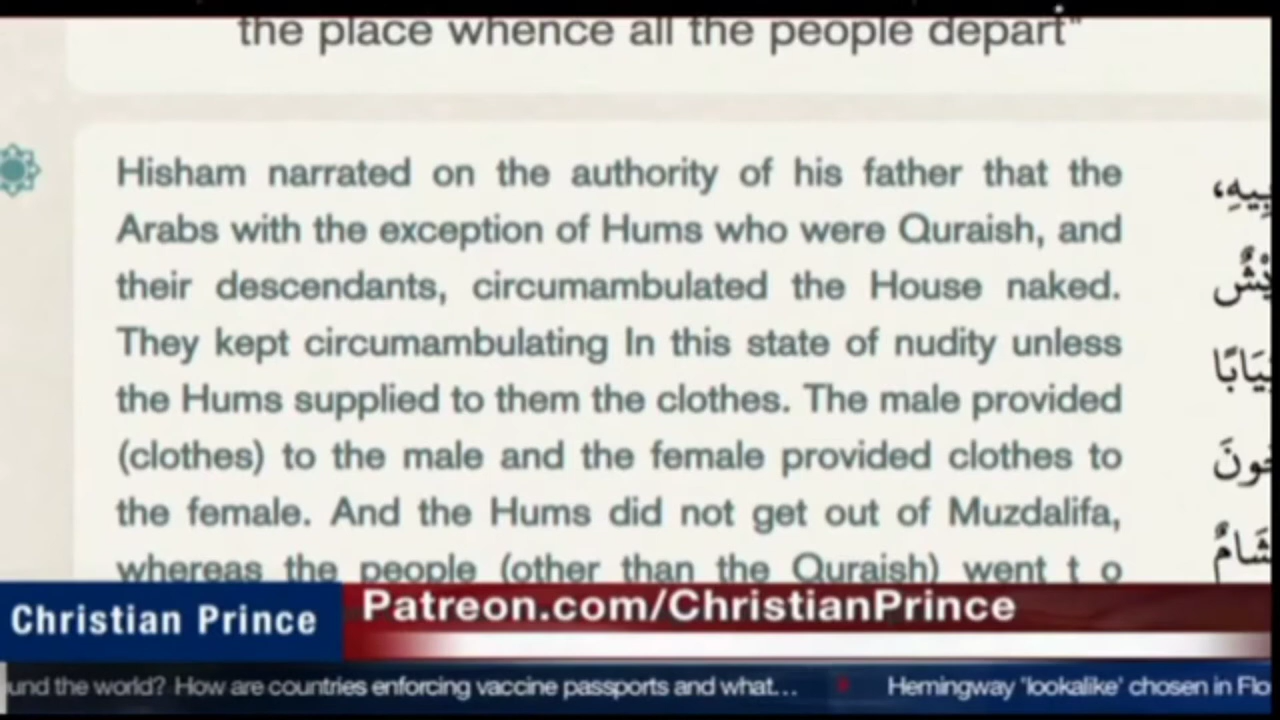 the place whence all the people depart"
Hisham narrated on the authority of his father that the
Arabs with the exception of Hums who were Quraish, and
their descendants, circumambulated the House naked.
They kept circumambulating In this state of nudity unless
the Hums supplied to them the clothes. The male provided
(clothes) to the male and the female provided clothes to
the female. And the Hums did not get out of Muzdalifa,
whereas the people (other than the Quraish) went t o
Christian Prince
Patreon.com/ChristianPrince
und the world? How are countries enforcing vaccine passports and what... Hemingway 'lookalike' chosen in Flo